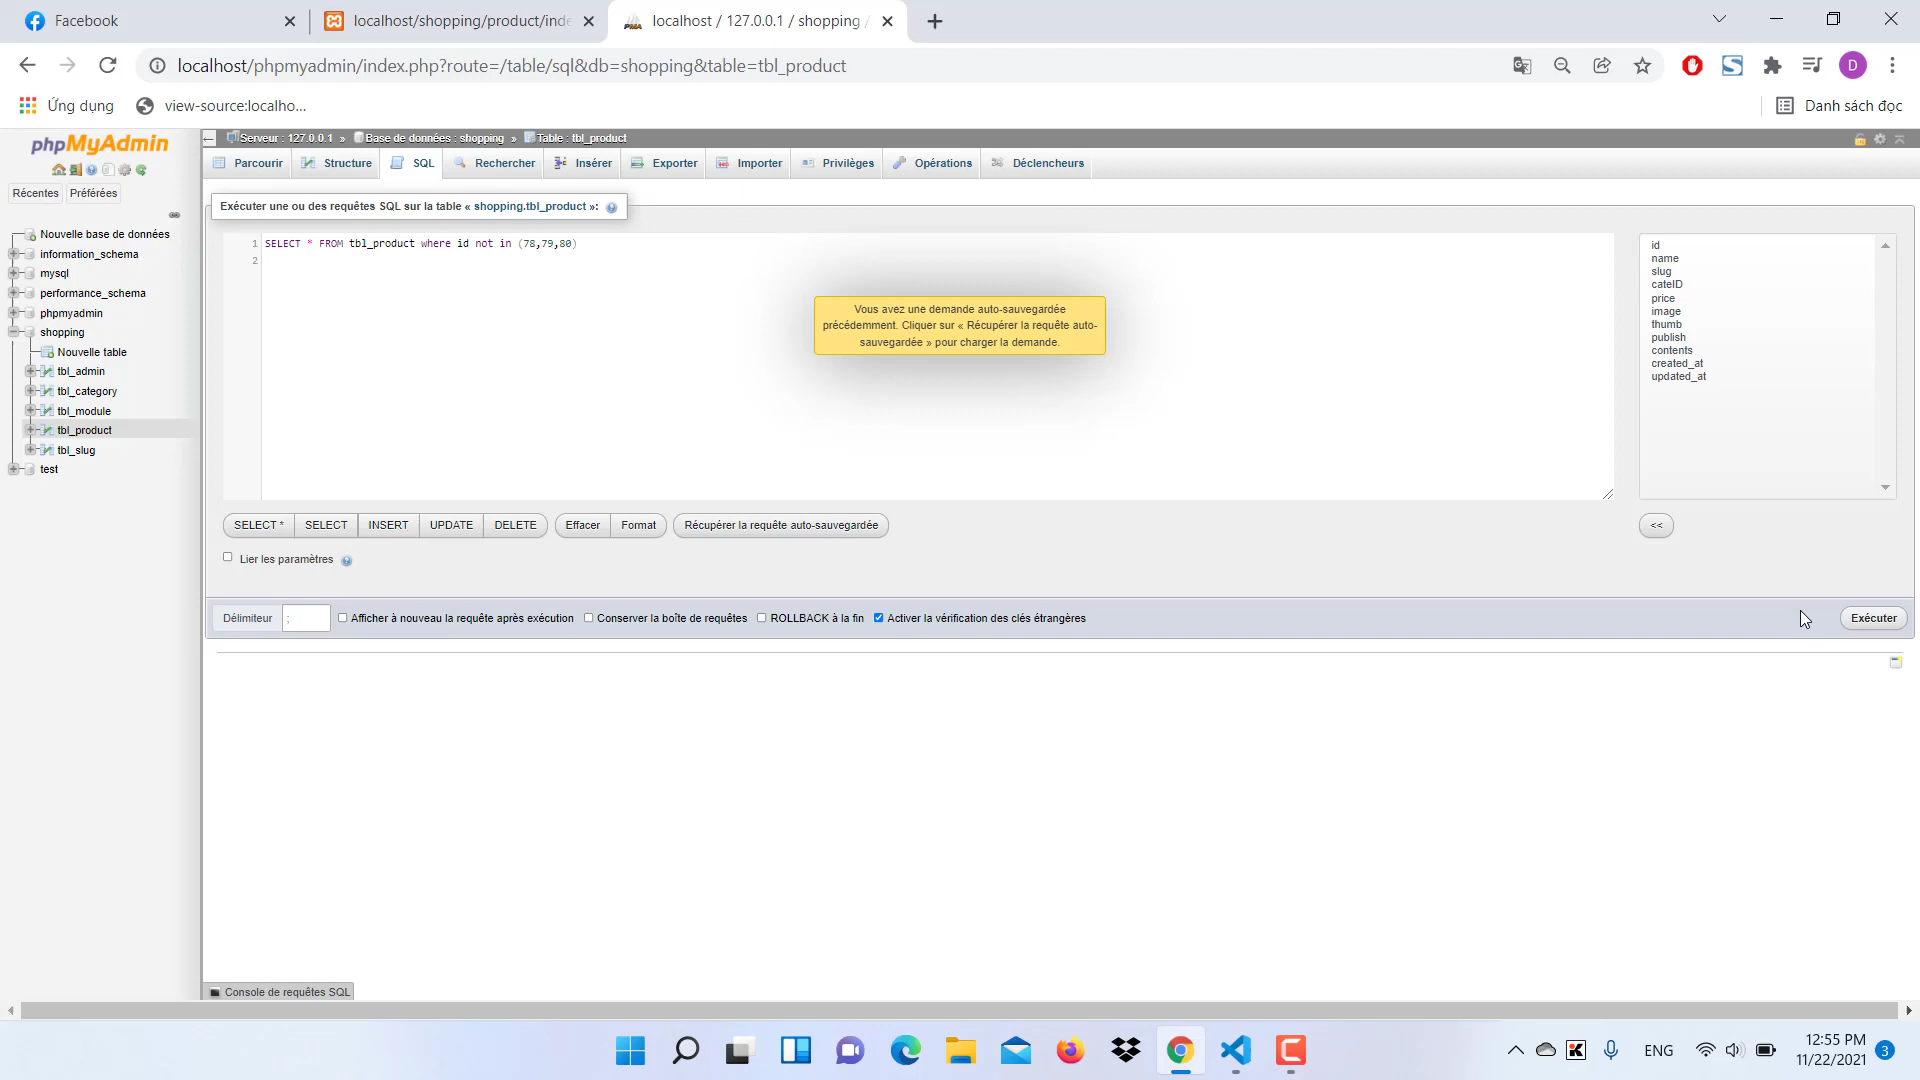 Facebook
localhost/shopping/product/inde
localhost / 127.0.0.1 / shopping /
localhost/phpmyadmin/index.php?route=/table/sql&db=shopping&table=tbl_product
D
Ứng dụng
view-source:localho...
Danh sách đọc
phpMyAdmin
Récentes
Préférées
Nouvelle base de données
information_schema
mysql
performance_schema
phpmyadmin
shopping
Nouvelle table
tbl_admin
tbl_category
tbl_module
tbl_product
tbl_slug
test
Serveur : 127.0.0.1 » Base de données : shopping » Table : tbl_product
Parcourir
Structure
SQL
Rechercher
Insérer
Exporter
Importer
Privilèges
Opérations
Déclencheurs
Exécuter une ou des requêtes SQL sur la table « shopping.tbl_product »:
1 SELECT * FROM tbl_product where id not in (78,79,80)
2
Vous avez une demande auto-sauvegardée
précédemment. Cliquer sur « Récupérer la requête auto-
sauvegardée » pour charger la demande.
id
name
slug
cateID
price
image
thumb
publish
contents
created_at
updated_at
SELECT *
SELECT
INSERT
UPDATE
DELETE
Effacer
Format
Récupérer la requête auto-sauvegardée
<<
Lier les paramètres
Délimiteur
;
Afficher à nouveau la requête après exécution
Conserver la boîte de requêtes
ROLLBACK à la fin
Activer la vérification des clés étrangères
Exécuter
Console de requêtes SQL
ENG
12:55 PM
11/22/2021
3